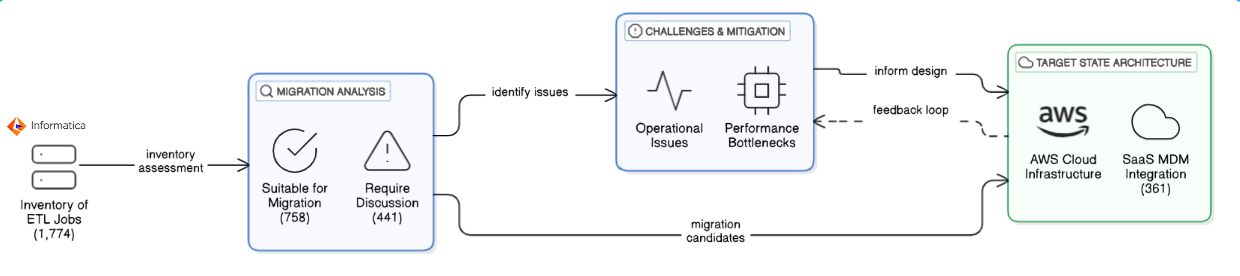 Informatica
Inventory of
ETL Jobs
(1,774)
inventory
assessment
MIGRATION ANALYSIS
Suitable for
Migration
(758)
Require
Discussion
(441)
identify issues
migration
candidates
CHALLENGES & MITIGATION
Operational
Issues
Performance
Bottlenecks
inform design
feedback loop
TARGET STATE ARCHITECTURE
aws
AWS Cloud
Infrastructure
SaaS MDM
Integration
(361)